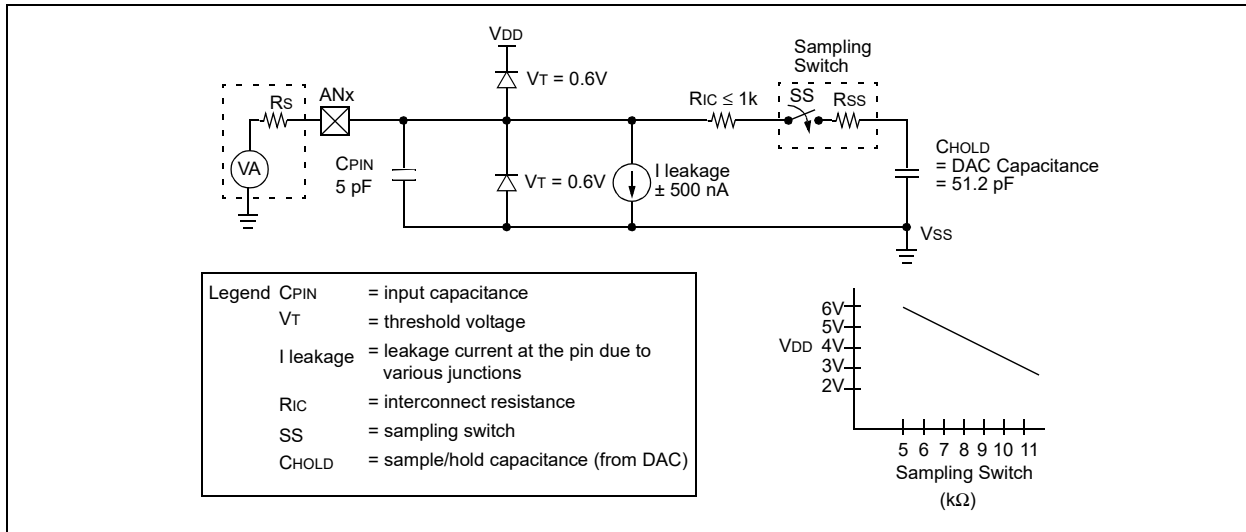 VDD
Sampling
Switch
VT = 0.6V
RS
ANx
RIC ≤ 1k
SS
RSS
VA
CPIN
5 pF
VT = 0.6V
I leakage
± 500 nA
CHOLD
= DAC Capacitance
= 51.2 pF
VSS
Legend CPIN = input capacitance
VT = threshold voltage
I leakage = leakage current at the pin due to
various junctions
RIC = interconnect resistance
SS = sampling switch
CHOLD = sample/hold capacitance (from DAC)
6V
5V
VDD 4V
3V
2V
5 6 7 8 9 10 11
Sampling Switch
(kΩ)